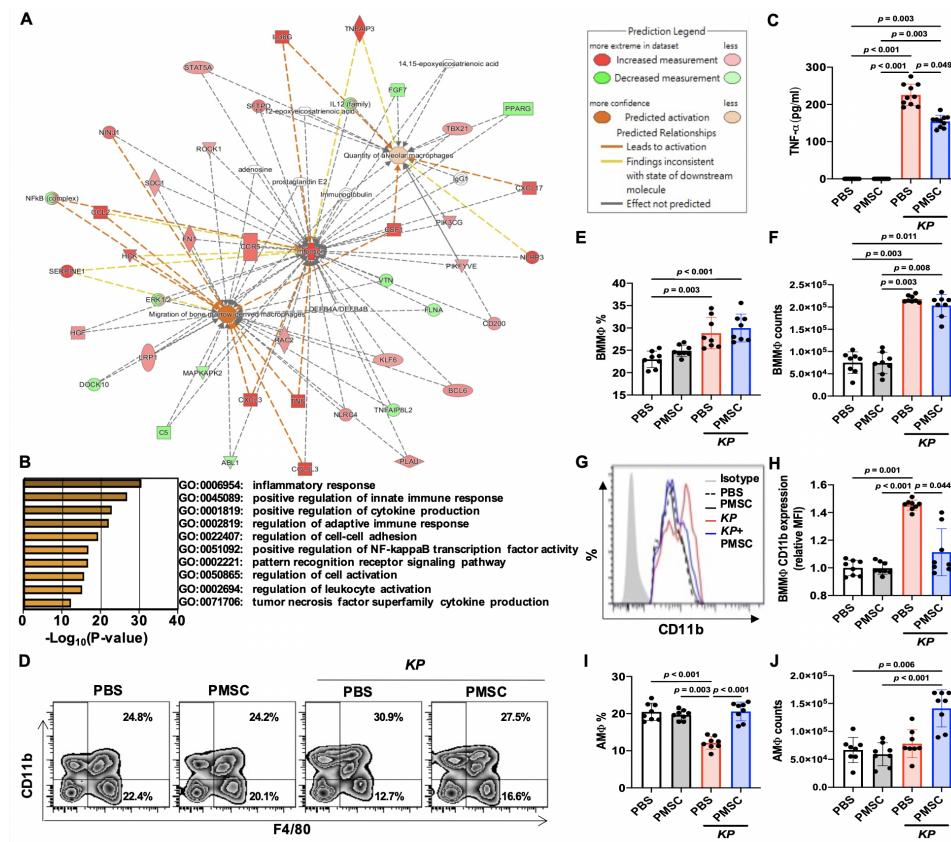 A
TNFAIP3
STAT5A
14,15-epoxyeicosatrienoic acid
FGF7
IL12 (family)
PPARG
TBX21
NINJ1
ROCK1
Quantity of alveolar macrophages
adenosine
prostaglandin E2
IgG1
SDC1
Immunoglobulin
NFkB (complex)
CCL2
CSF1
PIK3CG
FN1
CCR5
HCK
PIKFYVE
SERPINE1
VTN
ERK1/2
DEFB4A/DEFB4B
FLNA
Migration of bone marrow-derived macrophages
CD200
HGF
RAC2
LRP1
KLF6
MAPKAPK2
DOCK10
BCL6
CXCL3
TNF
NLRC4
TNFAIP8L2
C5
ABL1
PLAU
Prediction Legend
more extreme in dataset less
Increased measurement
Decreased measurement
more confidence less
Predicted activation
Predicted Relationships
Leads to activation
Findings inconsistent
with state of downstream
molecule
Effect not predicted
B
GO:0006954: inflammatory response
GO:0045089: positive regulation of innate immune response
GO:0001819: positive regulation of cytokine production
GO:0002819: regulation of adaptive immune response
GO:0022407: regulation of cell-cell adhesion
GO:0051092: positive regulation of NF-kappaB transcription factor activity
GO:0002221: pattern recognition receptor signaling pathway
GO:0050865: regulation of cell activation
GO:0002694: regulation of leukocyte activation
GO:0071706: tumor necrosis factor superfamily cytokine production
0 10 20 30 40
-Log10(P-value)
C
p = 0.003
p = 0.003
p < 0.001
p < 0.001 p = 0.049
TNF-α (pg/ml)
300
200
100
0
PBS PMSC PBS PMSC
KP
D
KP
PBS PMSC PBS PMSC
24.8% 24.2% 30.9% 27.5%
22.4% 20.1% 12.7% 16.6%
CD11b
F4/80
E
p < 0.001
p = 0.003
BMMΦ %
40
35
30
25
20
15
PBS PMSC PBS PMSC
KP
F
p = 0.011
p = 0.003
p = 0.008
p = 0.003
BMMΦ counts
2.5×10⁵
2.0×10⁵
1.5×10⁵
1.0×10⁵
5.0×10⁴
0.0
PBS PMSC PBS PMSC
KP
G
Isotype
PBS
PMSC
KP
KP+
PMSC
%
CD11b
H
p = 0.001
p < 0.001 p = 0.044
BMMΦ CD11b expression
(relative MFI)
1.6
1.4
1.2
1.0
0.8
PBS PMSC PBS PMSC
KP
I
p < 0.001
p = 0.003 p < 0.001
AMΦ %
30
20
10
0
PBS PMSC PBS PMSC
KP
J
p = 0.006
p < 0.001
AMΦ counts
2.0×10⁵
1.5×10⁵
1.0×10⁵
5.0×10⁴
0.0
PBS PMSC PBS PMSC
KP